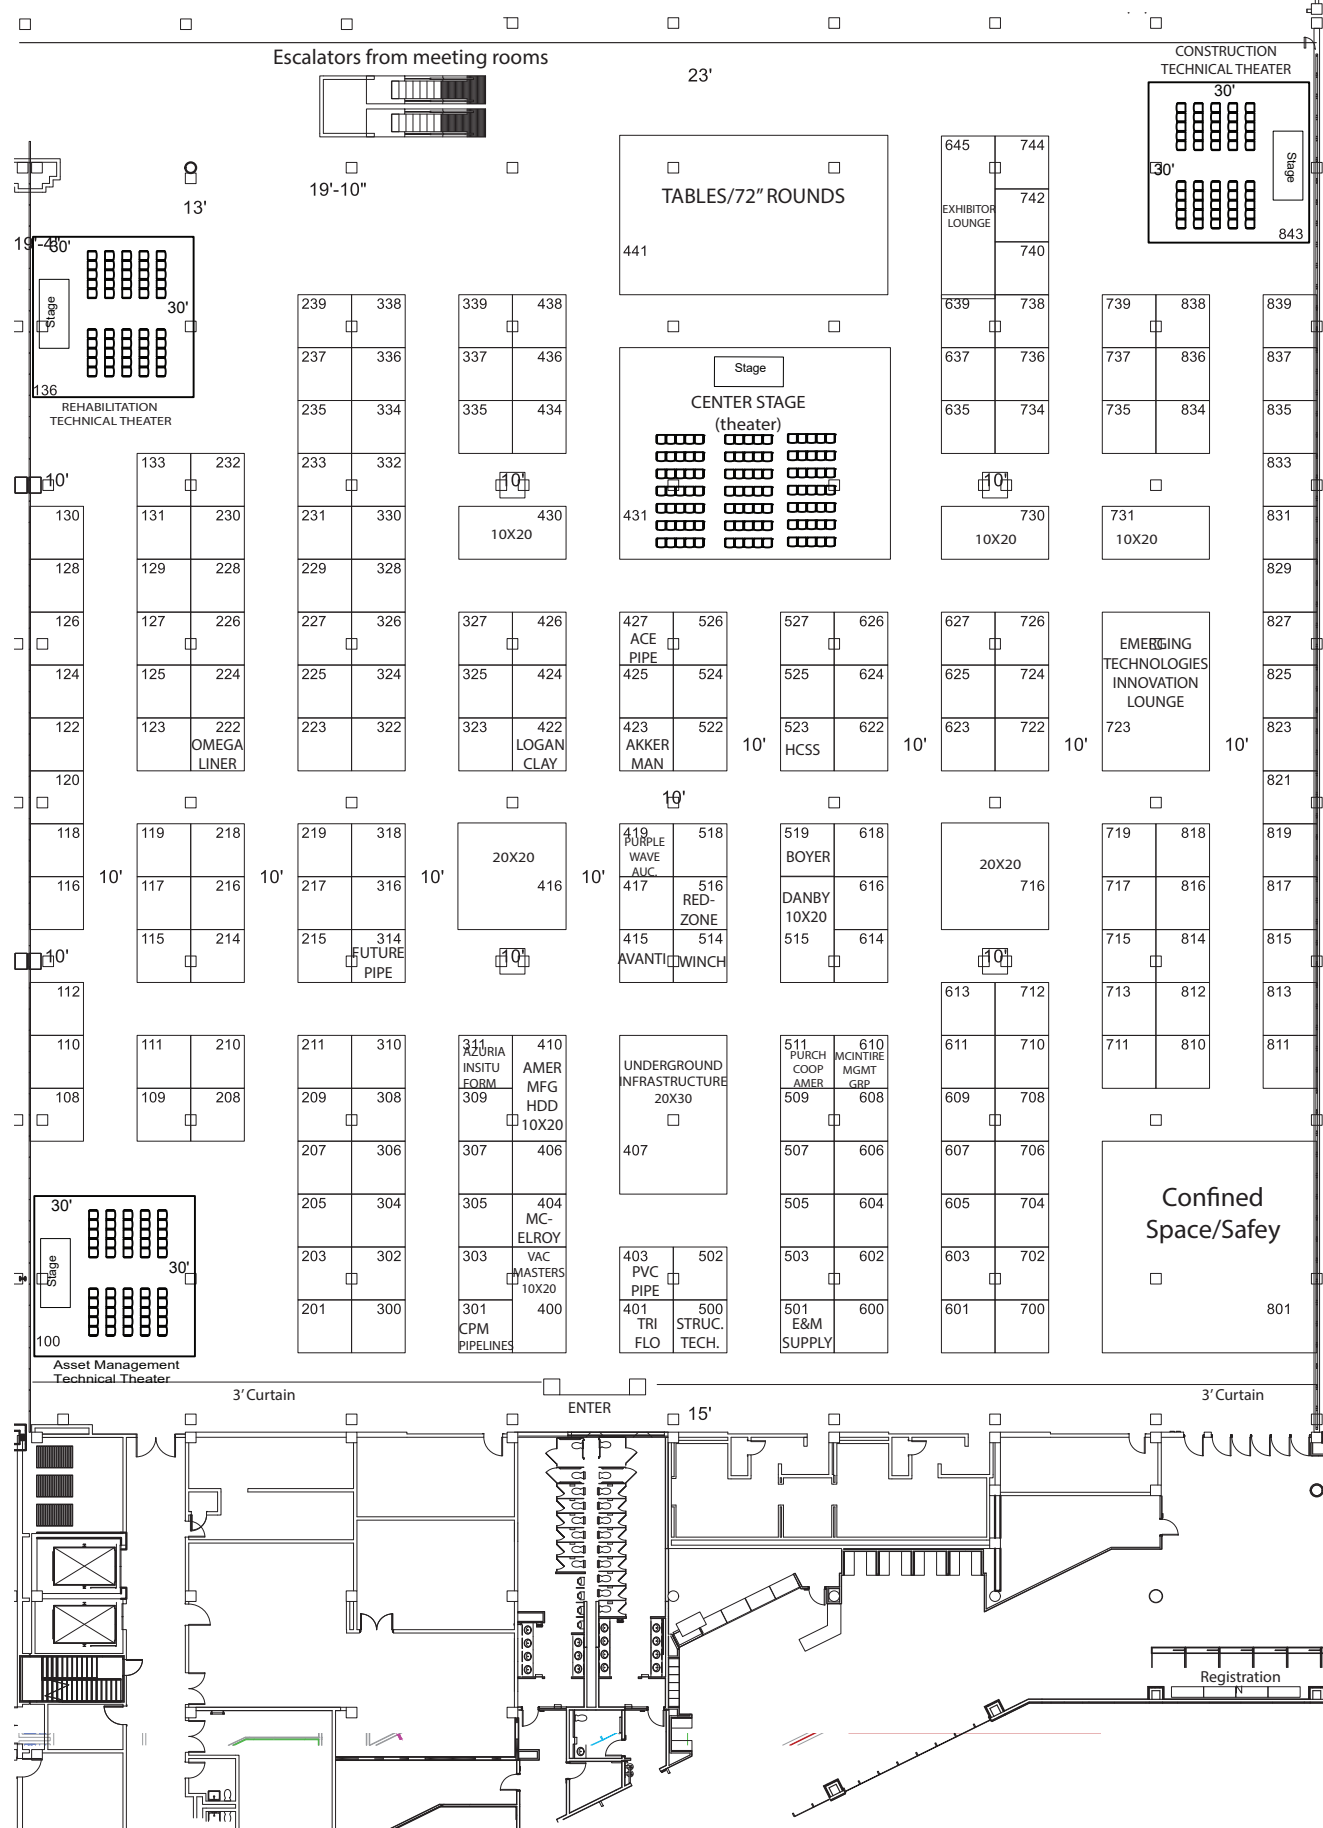 Escalators from meeting rooms
23'
CONSTRUCTION
TECHNICAL THEATER
30'
30'
Stage
843
19'-10"
13'
19'-4"
30'
Stage
30'
136
REHABILITATION
TECHNICAL THEATER
TABLES/72” ROUNDS
441
645 744
EXHIBITOR
LOUNGE
742
740
239 338 339 438 639 738 739 838 839
237 336 337 436 637 736 737 836 837
235 334 335 434 635 734 735 834 835
Stage
CENTER STAGE
(theater)
431
133 232 233 332 833
10' 10' 10'
130 131 230 231 330 430 730 731 831
10X20 10X20 10X20
128 129 228 229 328 829
126 127 226 227 326 327 426 427 526 527 626 627 726 827
ACE
PIPE
EMERGING
TECHNOLOGIES
INNOVATION
LOUNGE
723
124 125 224 225 324 325 424 425 524 525 624 625 724 825
122 123 222 223 322 323 422 423 522 523 622 623 722 823
OMEGA
LINER
LOGAN
CLAY
AKKER
MAN
HCSS
10' 10' 10' 10'
120 821
10'
118 119 218 219 318 419 518 519 618 719 818 819
20X20
416
PURPLE
WAVE
AUC.
BOYER
20X20
716
10' 10' 10' 10'
116 117 216 217 316 417 516 616 717 816 817
RED-
ZONE
DANBY
10X20
515
115 214 215 314 415 514 614 715 814 815
FUTURE
PIPE
AVANTI
WINCH
10' 10' 10'
112 613 712 713 812 813
110 111 210 211 310 311 410 511 610 611 710 711 810 811
AZURIA
INSITU
FORM
AMER
MFG
HDD
10X20
UNDERGROUND
INFRASTRUCTURE
20X30
407
PURCH
COOP
AMER
MCINTIRE
MGMT
GRP
108 109 208 209 308 309 509 608 609 708
207 306 307 406 507 606 607 706
205 304 305 404 505 604 605 704
MC-
ELROY
203 302 303 403 502 503 602 603 702
VAC
MASTERS
10X20
400
PVC
PIPE
201 300 301 401 500 501 600 601 700
CPM
PIPELINES
TRI
FLO
STRUC.
TECH.
E&M
SUPPLY
Confined
Space/Safey
801
30'
Stage
30'
100
Asset Management
Technical Theater
3’ Curtain
ENTER
15'
3’ Curtain
Registration
N